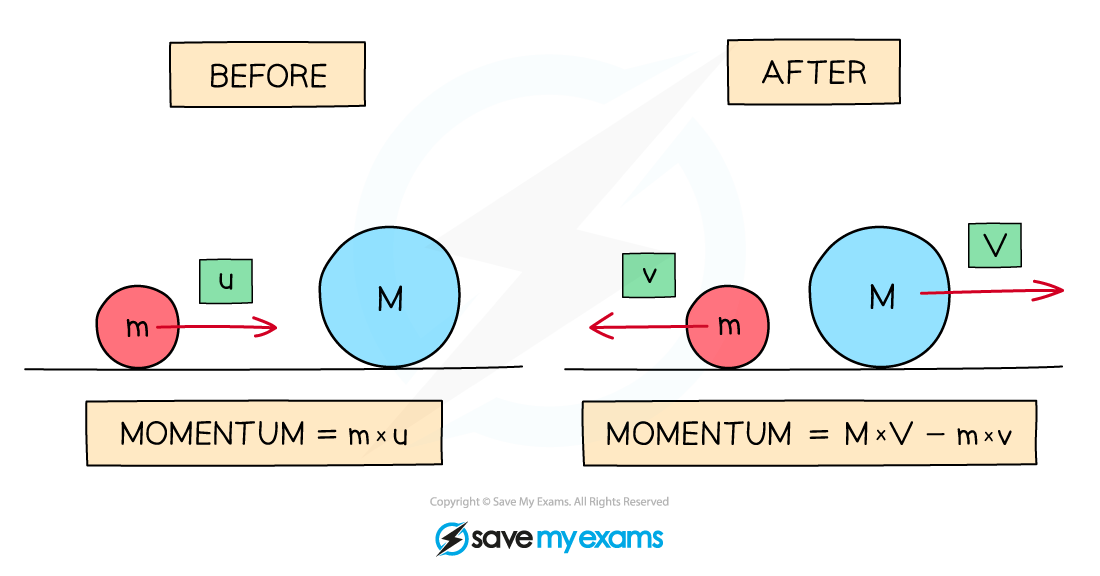 BEFORE
AFTER
u
m
M
v
m
M
V
MOMENTUM = m × u
MOMENTUM = M × V − m × v
Copyright © Save My Exams. All Rights Reserved
save my exams